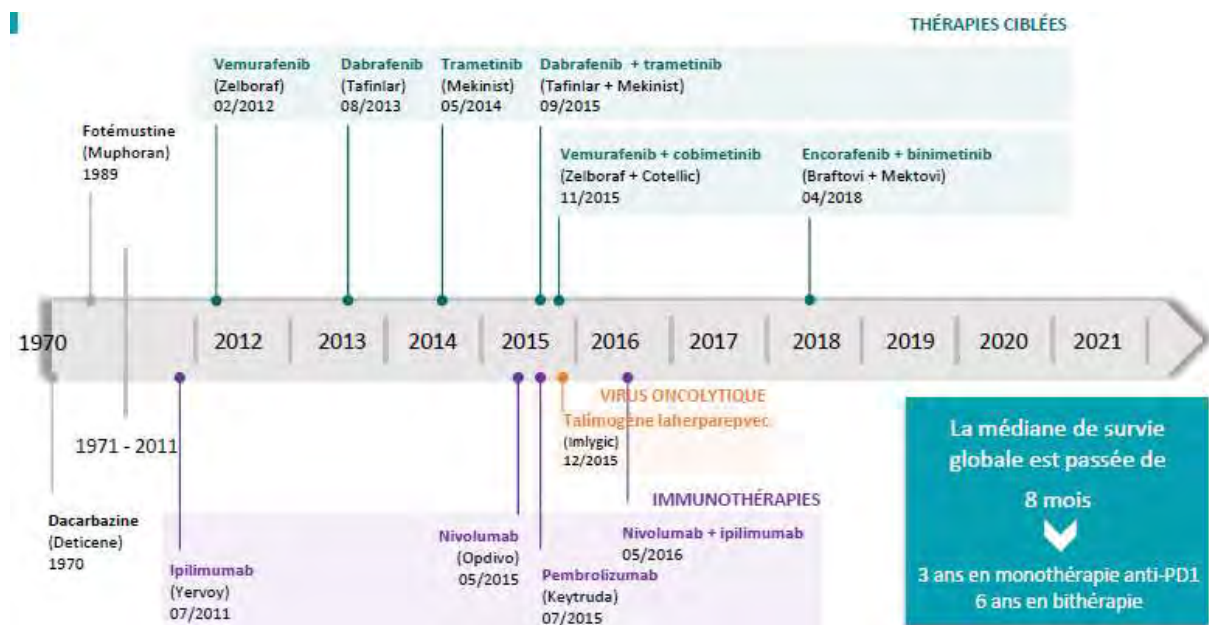 THÉRAPIES CIBLÉES
Vemurafenib
(Zelboraf)
02/2012
Dabrafenib
(Tafinlar)
08/2013
Trametinib
(Mekinist)
05/2014
Dabrafenib + trametinib
(Tafinlar + Mekinist)
09/2015
Fotémustine
(Muphoran)
1989
Vemurafenib + cobimetinib
(Zelboraf + Cotellic)
11/2015
Encorafenib + binimetinib
(Braftovi + Mektovi)
04/2018
1970
2012
2013
2014
2015
2016
2017
2018
2019
2020
2021
1971 - 2011
VIRUS ONCOLYTIQUE
Talimogène laherparepvec
(Imlygic)
12/2015
IMMUNOTHÉRAPIES
Dacarbazine
(Deticene)
1970
Ipilimumab
(Yervoy)
07/2011
Nivolumab
(Opdivo)
05/2015
Pembrolizumab
(Keytruda)
07/2015
Nivolumab + ipilimumab
05/2016
La médiane de survie
globale est passée de
8 mois
3 ans en monothérapie anti-PD1
6 ans en bithérapie